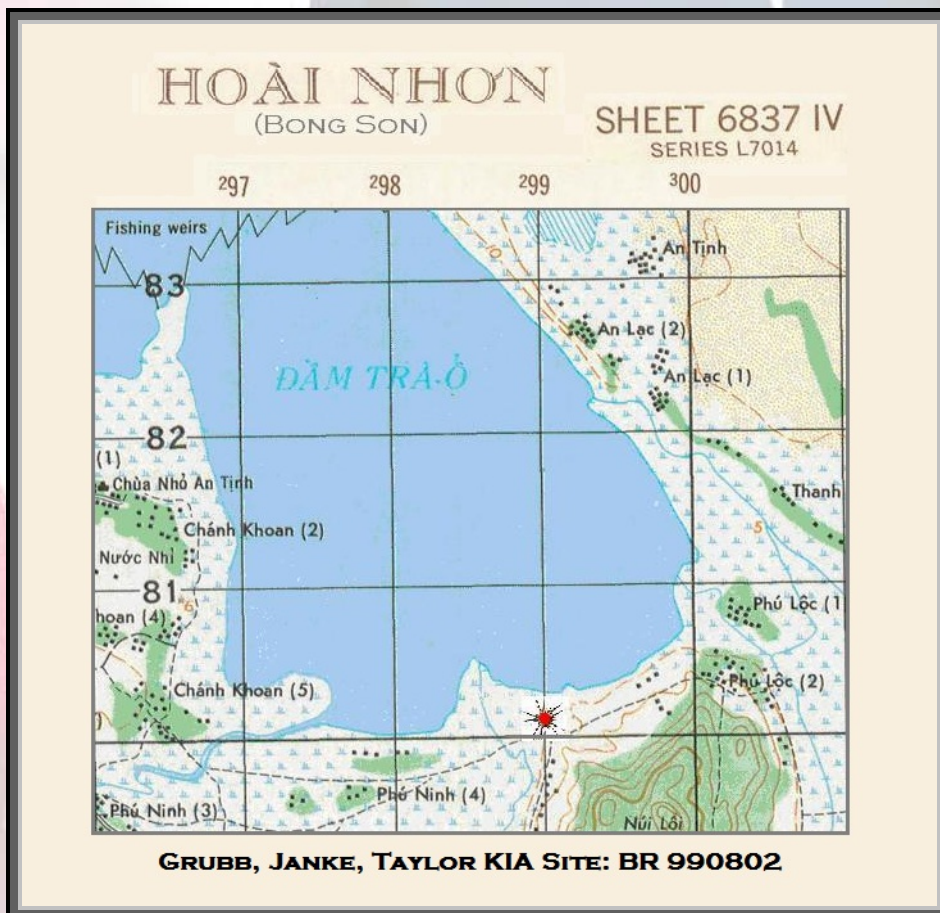 HOÀI NHƠN
(BONG SON)
SHEET 6837 IV
SERIES L7014
297 298 299 300
Fishing weirs
An Tịnh
83
An Lạc (2)
ĐẦM TRÀ-Ổ
An Lạc (1)
82
(1)
Chùa Nhỏ An Tịnh
Thanh
Chánh Khoan (2)
5
Nước Nhỉ
81
6
Phú Lộc (1
hoan (4)
Phú Lộc (2)
Chánh Khoan (5)
)
Phú Ninh (4)
Phú Ninh (3)
Núi Lồi
GRUBB, JANKE, TAYLOR KIA SITE: BR 990802